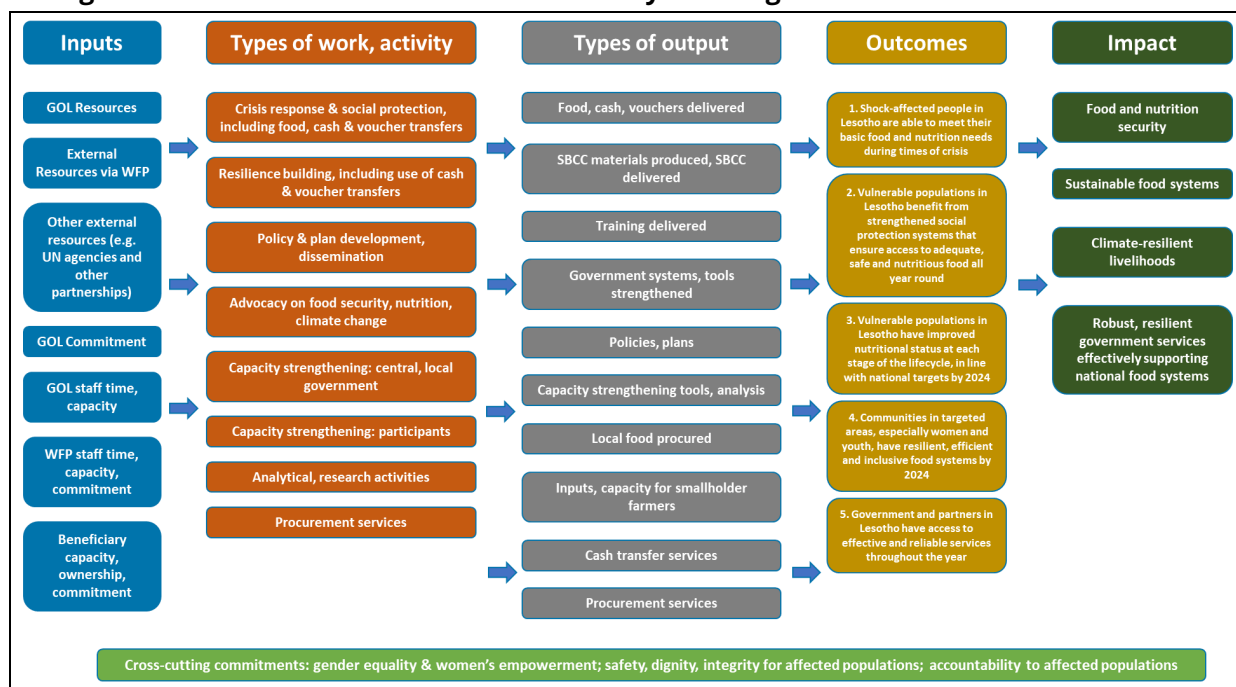 Inputs
GOL Resources
External
Resources via WFP
Other external
resources (e.g.
UN agencies and
other
partnerships)
GOL Commitment
GOL staff time,
capacity
WFP staff time,
capacity,
commitment
Beneficiary
capacity,
ownership,
commitment
Types of work, activity
Crisis response & social protection,
including food, cash & voucher transfers
Resilience building, including use of cash
& voucher transfers
Policy & plan development,
dissemination
Advocacy on food security, nutrition,
climate change
Capacity strengthening: central, local
government
Capacity strengthening: participants
Analytical, research activities
Procurement services
Types of output
Food, cash, vouchers delivered
SBCC materials produced, SBCC
delivered
Training delivered
Government systems, tools
strengthened
Policies, plans
Capacity strengthening tools, analysis
Local food procured
Inputs, capacity for smallholder
farmers
Cash transfer services
Procurement services
Outcomes
1. Shock-affected people in
Lesotho are able to meet their
basic food and nutrition needs
during times of crisis
2. Vulnerable populations in
Lesotho benefit from
strengthened social
protection systems that
ensure access to adequate,
safe and nutritious food all
year round
3. Vulnerable populations in
Lesotho have improved
nutritional status at each
stage of the lifecycle, in line
with national targets by 2024
4. Communities in targeted
areas, especially women and
youth, have resilient, efficient
and inclusive food systems by
2024
5. Government and partners in
Lesotho have access to
effective and reliable services
throughout the year
Impact
Food and nutrition
security
Sustainable food systems
Climate-resilient
livelihoods
Robust, resilient
government services
effectively supporting
national food systems
Cross-cutting commitments: gender equality & women's empowerment; safety, dignity, integrity for affected populations; accountability to affected populations